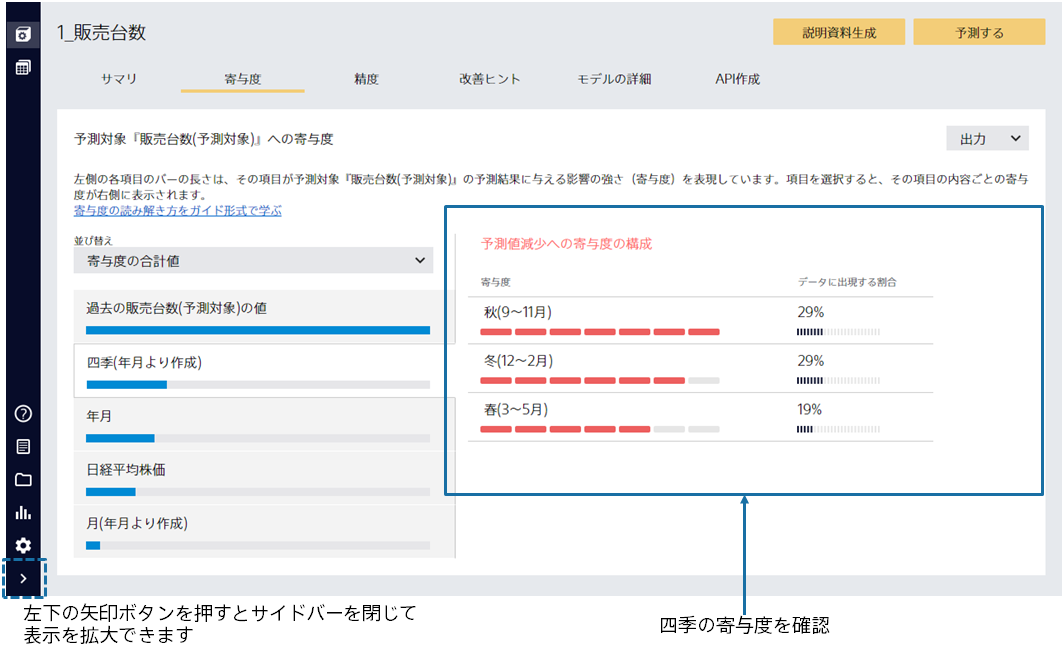 1_販売台数
説明資料生成
予測する
サマリ
寄与度
精度
改善ヒント
モデルの詳細
API作成
予測対象『販売台数(予測対象)』への寄与度
出力
左側の各項目のバーの長さは、その項目が予測対象『販売台数(予測対象)』の予測結果に与える影響の強さ（寄与度）を表現しています。項目を選択すると、その項目の内容ごとの寄与
度が右側に表示されます。
寄与度の読み解き方をガイド形式で学ぶ
並び替え
寄与度の合計値
過去の販売台数(予測対象)の値
四季(年月より作成)
年月
日経平均株価
月(年月より作成)
予測値減少への寄与度の構成
寄与度
データに出現する割合
秋(9～11月)
29%
冬(12～2月)
29%
春(3～5月)
19%
左下の矢印ボタンを押すとサイドバーを閉じて
表示を拡大できます
四季の寄与度を確認